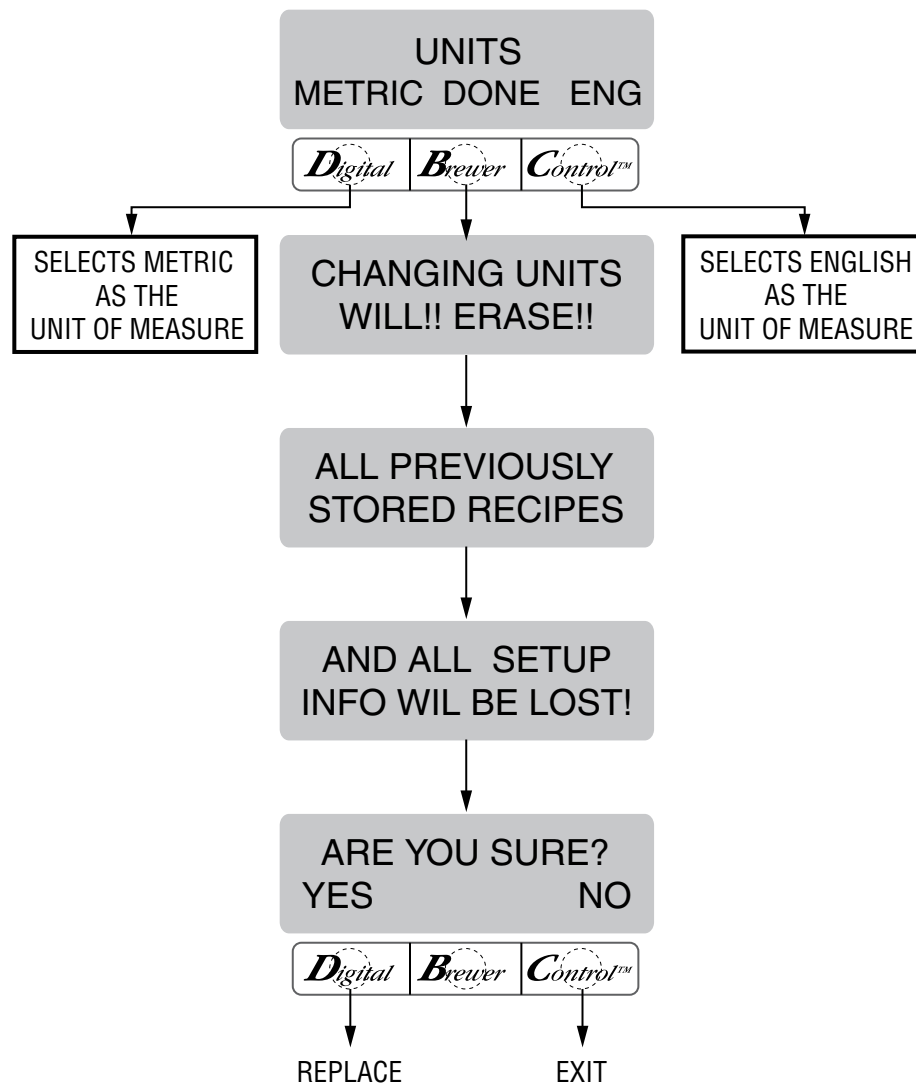 UNITS
METRIC DONE ENG
Digital Brewer Control™
SELECTS METRIC
AS THE
UNIT OF MEASURE
CHANGING UNITS
WILL!! ERASE!!
SELECTS ENGLISH
AS THE
UNIT OF MEASURE
ALL PREVIOUSLY
STORED RECIPES
AND ALL SETUP
INFO WIL BE LOST!
ARE YOU SURE?
YES NO
Digital Brewer Control™
REPLACE EXIT